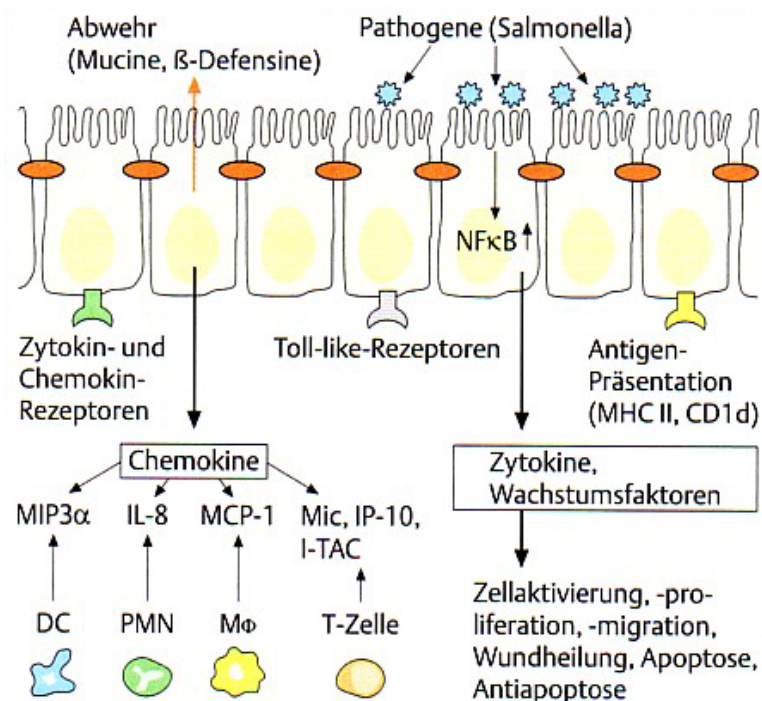 Abwehr
(Mucine, ß-Defensine)
Pathogene (Salmonella)
NFκB
Zytokin- und
Chemokin-
Rezeptoren
Toll-like-Rezeptoren
Antigen-
Präsentation
(MHC II, CD1d)
Chemokine
MIP3α
IL-8
MCP-1
Mic, IP-10,
I-TAC
DC
PMN
MΦ
T-Zelle
Zytokine,
Wachstumsfaktoren
Zellaktivierung, -pro-
liferation, -migration,
Wundheilung, Apoptose,
Antiapoptose